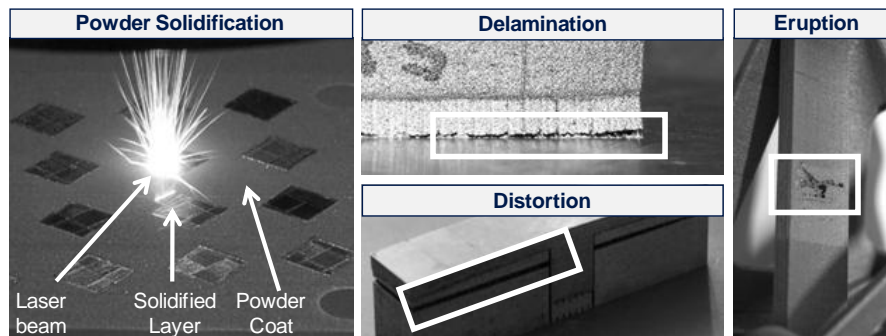 Powder Solidification
Laser
beam
Solidified
Layer
Powder
Coat
Delamination
Distortion
Eruption